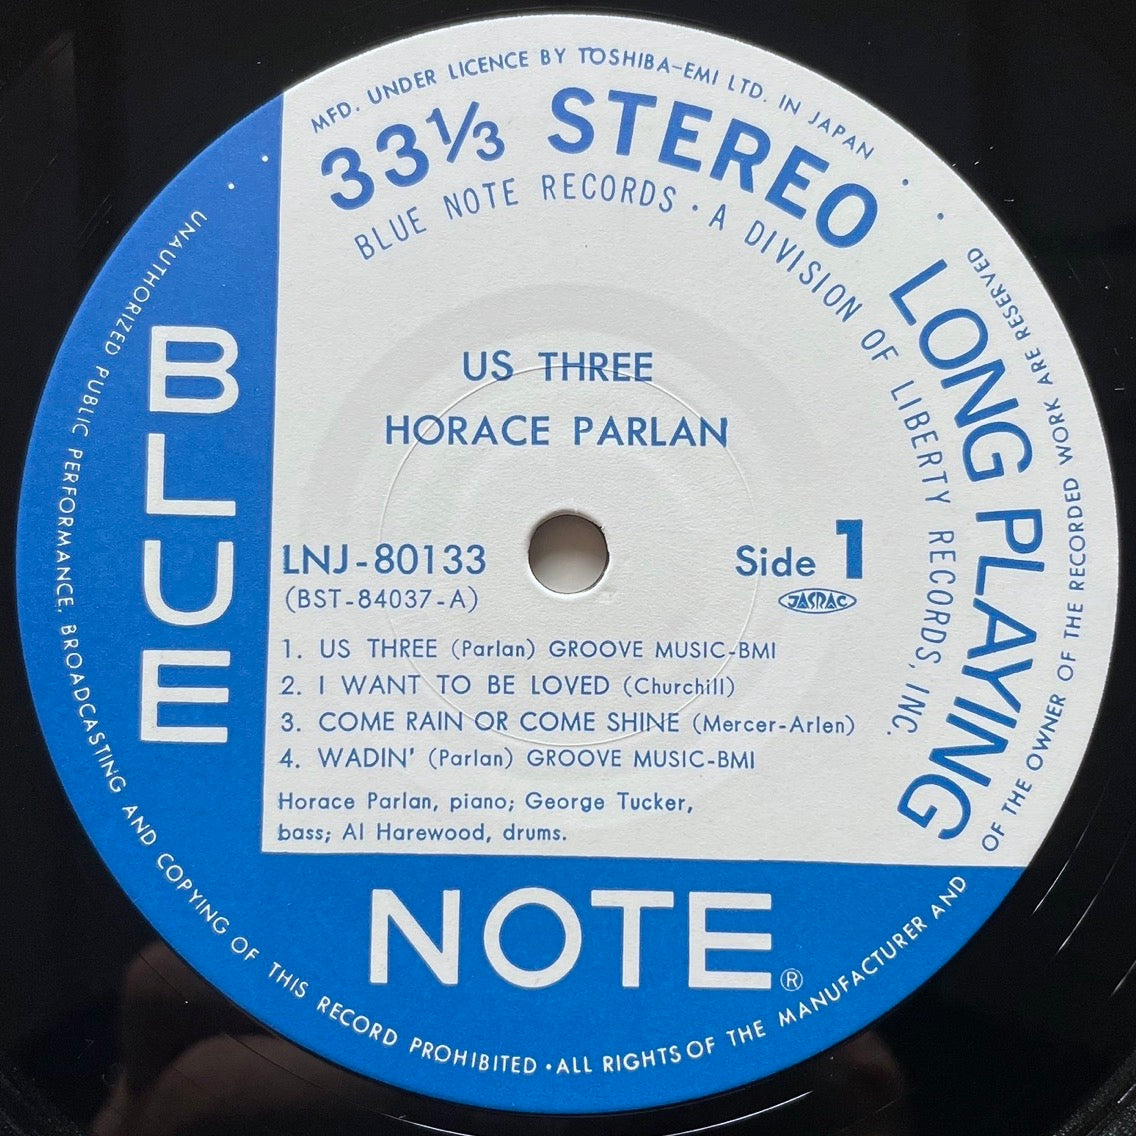 MFD. UNDER LICENCE BY TOSHIBA-EMI LTD. IN JAPAN
33⅓ STEREO LONG PLAYING
BLUE NOTE RECORDS · A DIVISION OF LIBERTY RECORDS, INC.
US THREE
HORACE PARLAN
LNJ-80133
(BST-84037-A)
Side 1
JASRAC
1. US THREE (Parlan) GROOVE MUSIC-BMI
2. I WANT TO BE LOVED (Churchill)
3. COME RAIN OR COME SHINE (Mercer-Arlen)
4. WADIN' (Parlan) GROOVE MUSIC-BMI
Horace Parlan, piano; George Tucker,
bass; Al Harewood, drums.
BLUE
NOTE®
UNAUTHORIZED PUBLIC PERFORMANCE, BROADCASTING AND COPYING OF THIS RECORD PROHIBITED · ALL RIGHTS OF THE MANUFACTURER AND OF THE OWNER OF THE RECORDED WORK ARE RESERVED